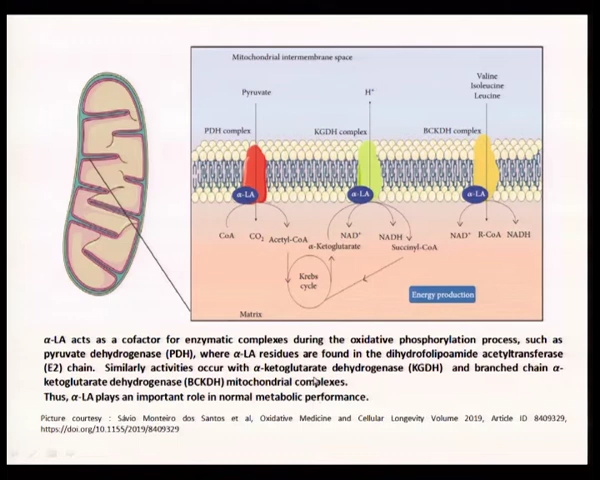 Mitochondrial intermembrane space
Valine
Isoleucine
Leucine
Pyruvate
H⁺
PDH complex
KGDH complex
BCKDH complex
α-LA
α-LA
α-LA
CoA
CO₂
Acetyl-CoA
NAD⁺
α-Ketoglutarate
NADH
Succinyl-CoA
NAD⁺
R-CoA
NADH
Krebs
cycle
Energy production
Matrix
α-LA acts as a cofactor for enzymatic complexes during the oxidative phosphorylation process, such as
pyruvate dehydrogenase (PDH), where α-LA residues are found in the dihydrofolipoamide acetyltransferase
(E2) chain. Similarly activities occur with α-ketoglutarate dehydrogenase (KGDH) and branched chain α-
ketoglutarate dehydrogenase (BCKDH) mitochondrial complexes.
Thus, α-LA plays an important role in normal metabolic performance.
Picture courtesy : Sávio Monteiro dos Santos et al, Oxidative Medicine and Cellular Longevity Volume 2019, Article ID 8409329,
https://doi.org/10.1155/2019/8409329